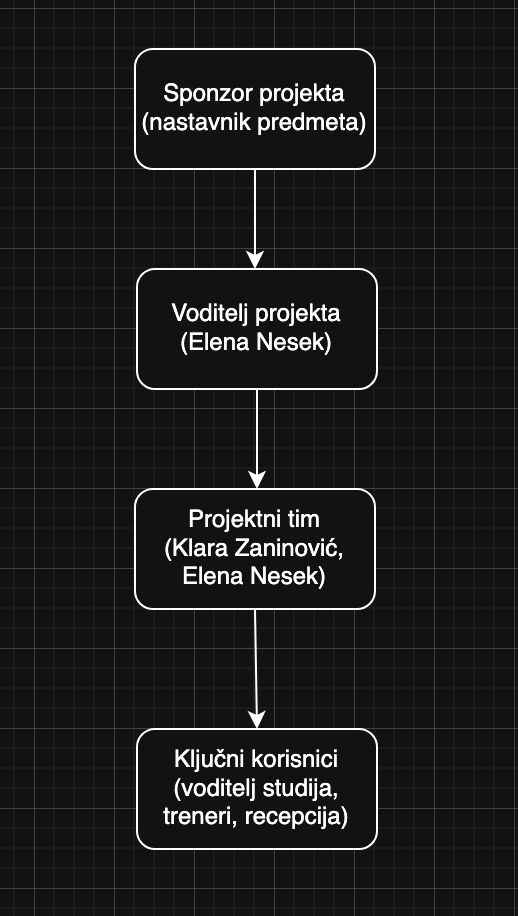 Sponzor projekta
(nastavnik predmeta)
Voditelj projekta
(Elena Nesek)
Projektni tim
(Klara Zaninović,
Elena Nesek)
Ključni korisnici
(voditelj studija,
treneri, recepcija)